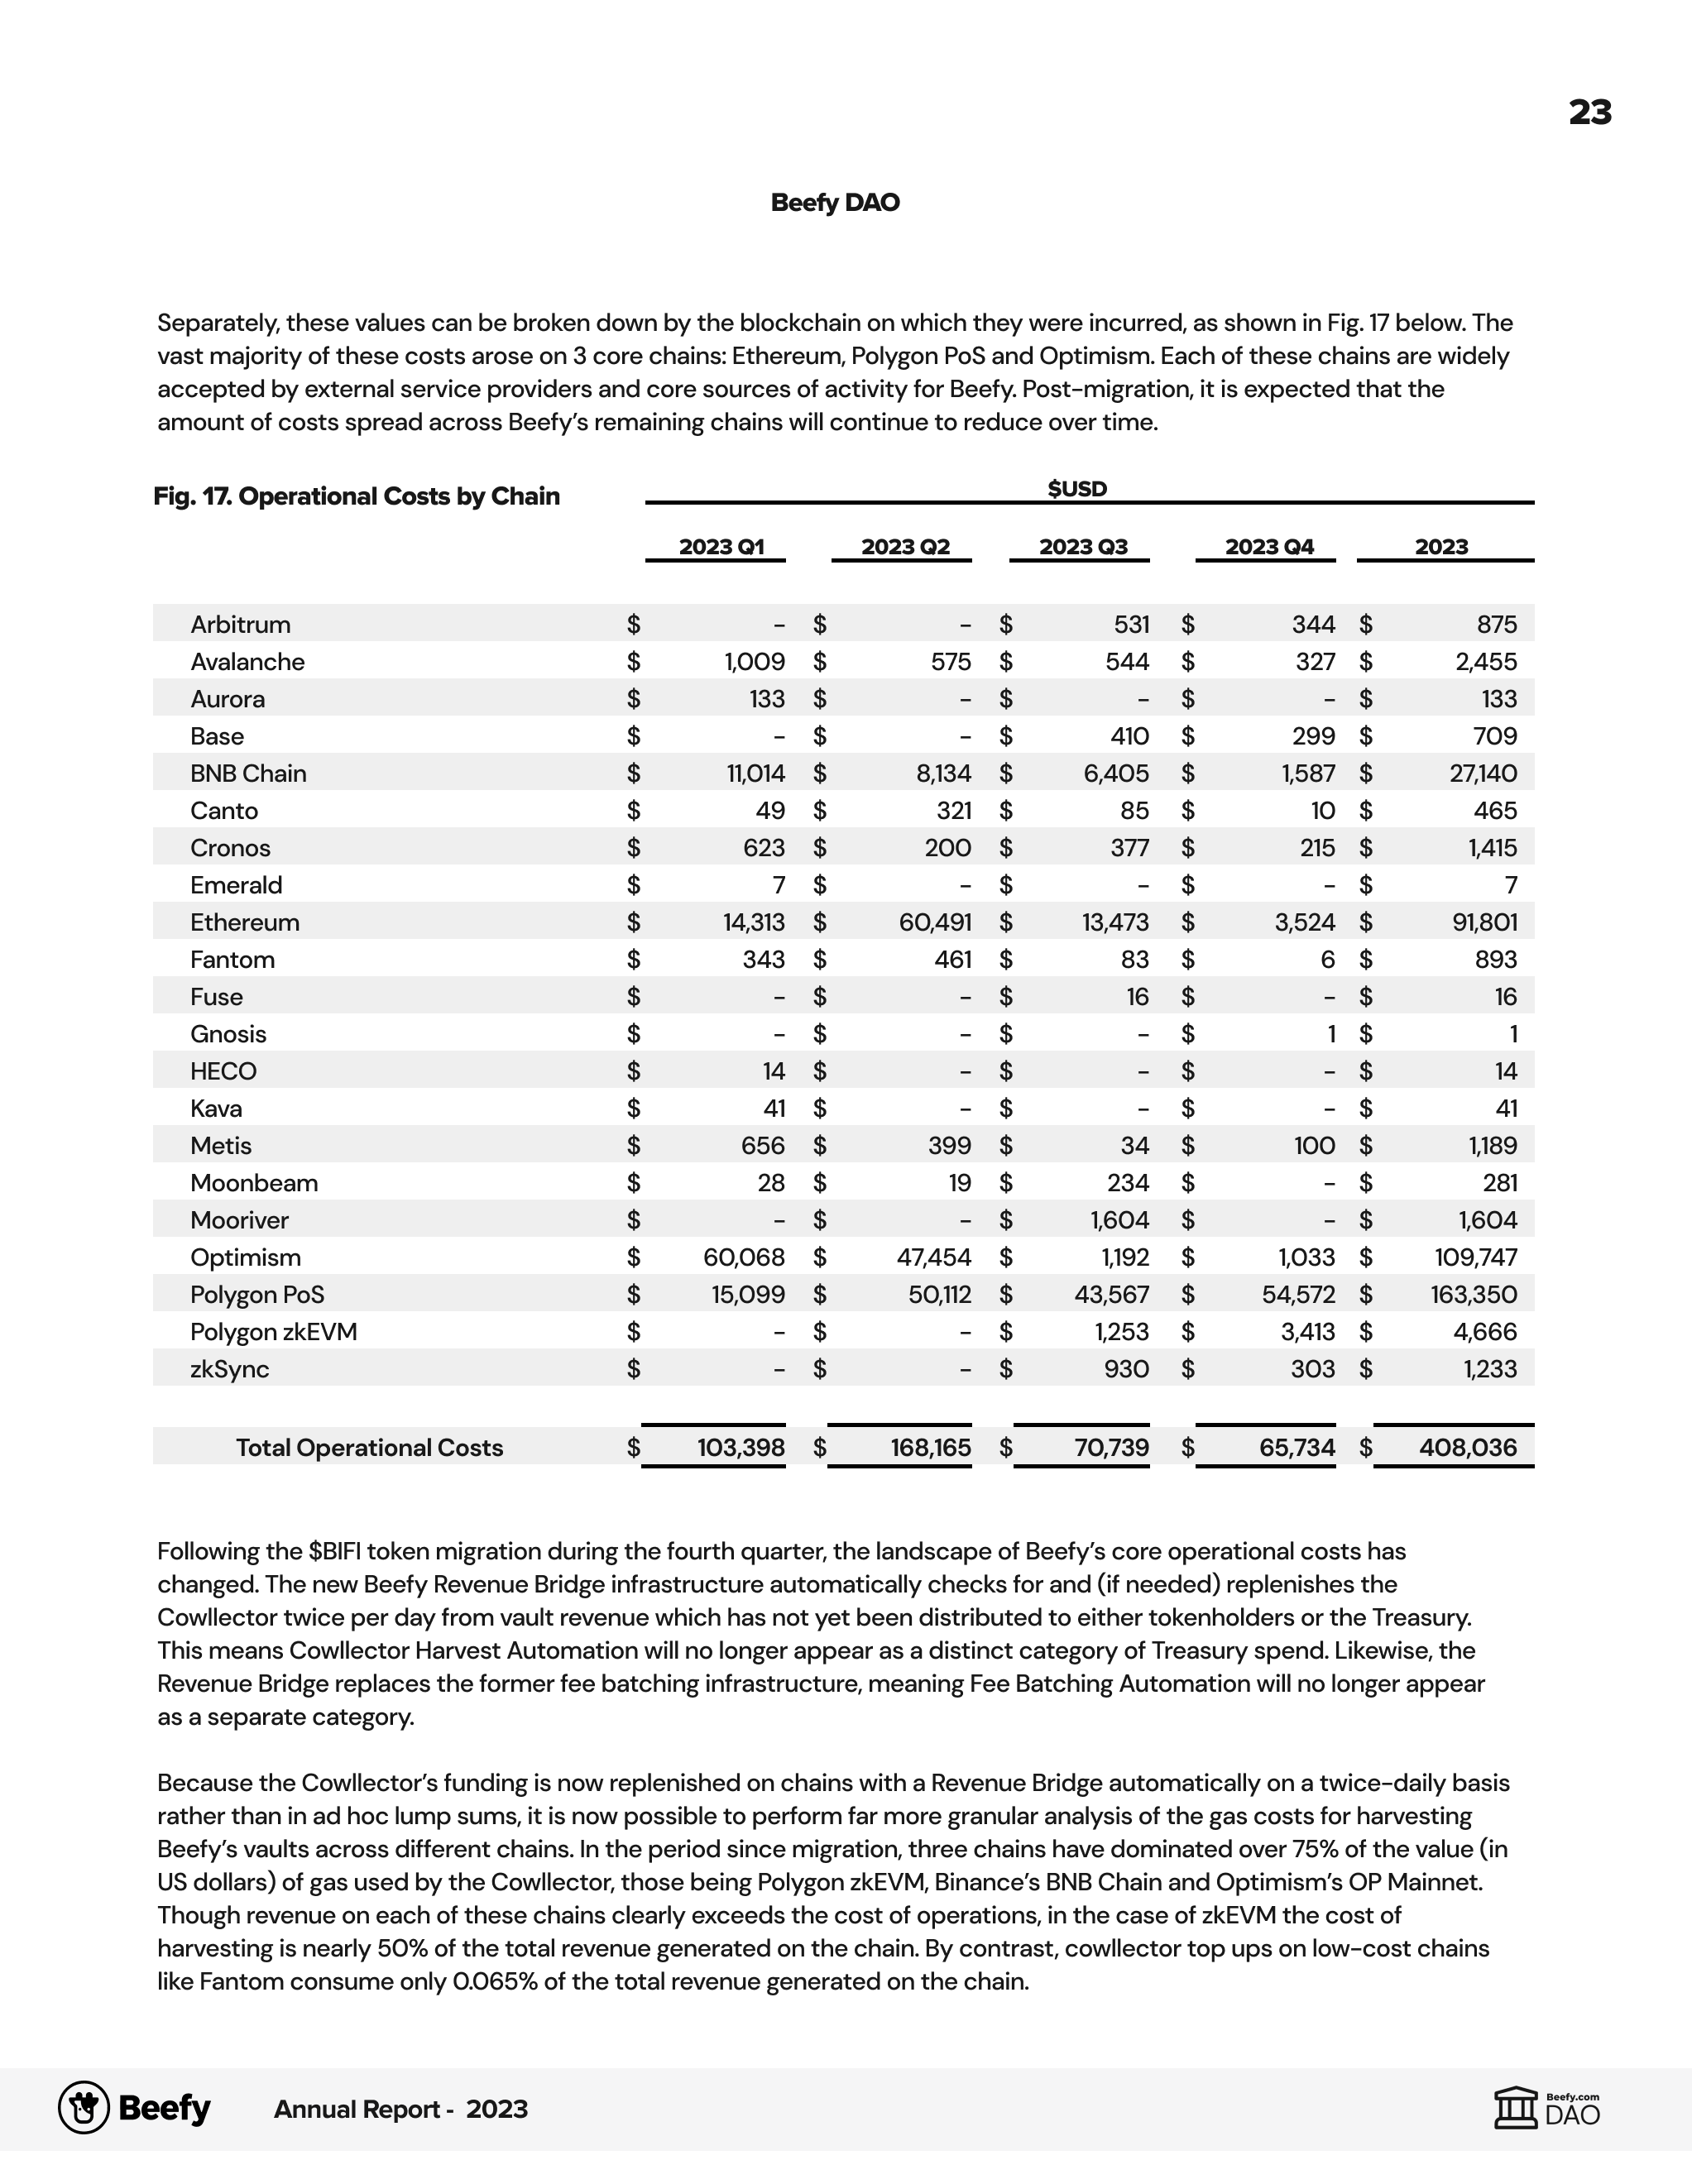 23
Beefy DAO
Separately, these values can be broken down by the blockchain on which they were incurred, as shown in Fig. 17 below. The
vast majority of these costs arose on 3 core chains: Ethereum, Polygon PoS and Optimism. Each of these chains are widely
accepted by external service providers and core sources of activity for Beefy. Post-migration, it is expected that the
amount of costs spread across Beefy’s remaining chains will continue to reduce over time.
Fig. 17. Operational Costs by Chain $USD
2023 Q1 2023 Q2 2023 Q3 2023 Q4 2023
Arbitrum $ - $ - $ 531 $ 344 $ 875
Avalanche $ 1,009 $ 575 $ 544 $ 327 $ 2,455
Aurora $ 133 $ - $ - $ - $ 133
Base $ - $ - $ 410 $ 299 $ 709
BNB Chain $ 11,014 $ 8,134 $ 6,405 $ 1,587 $ 27,140
Canto $ 49 $ 321 $ 85 $ 10 $ 465
Cronos $ 623 $ 200 $ 377 $ 215 $ 1,415
Emerald $ 7 $ - $ - $ - $ 7
Ethereum $ 14,313 $ 60,491 $ 13,473 $ 3,524 $ 91,801
Fantom $ 343 $ 461 $ 83 $ 6 $ 893
Fuse $ - $ - $ 16 $ - $ 16
Gnosis $ - $ - $ - $ 1 $ 1
HECO $ 14 $ - $ - $ - $ 14
Kava $ 41 $ - $ - $ - $ 41
Metis $ 656 $ 399 $ 34 $ 100 $ 1,189
Moonbeam $ 28 $ 19 $ 234 $ - $ 281
Mooriver $ - $ - $ 1,604 $ - $ 1,604
Optimism $ 60,068 $ 47,454 $ 1,192 $ 1,033 $ 109,747
Polygon PoS $ 15,099 $ 50,112 $ 43,567 $ 54,572 $ 163,350
Polygon zkEVM $ - $ - $ 1,253 $ 3,413 $ 4,666
zkSync $ - $ - $ 930 $ 303 $ 1,233
Total Operational Costs $ 103,398 $ 168,165 $ 70,739 $ 65,734 $ 408,036
Following the $BIFI token migration during the fourth quarter, the landscape of Beefy’s core operational costs has
changed. The new Beefy Revenue Bridge infrastructure automatically checks for and (if needed) replenishes the
Cowllector twice per day from vault revenue which has not yet been distributed to either tokenholders or the Treasury.
This means Cowllector Harvest Automation will no longer appear as a distinct category of Treasury spend. Likewise, the
Revenue Bridge replaces the former fee batching infrastructure, meaning Fee Batching Automation will no longer appear
as a separate category.
Because the Cowllector’s funding is now replenished on chains with a Revenue Bridge automatically on a twice-daily basis
rather than in ad hoc lump sums, it is now possible to perform far more granular analysis of the gas costs for harvesting
Beefy’s vaults across different chains. In the period since migration, three chains have dominated over 75% of the value (in
US dollars) of gas used by the Cowllector, those being Polygon zkEVM, Binance’s BNB Chain and Optimism’s OP Mainnet.
Though revenue on each of these chains clearly exceeds the cost of operations, in the case of zkEVM the cost of
harvesting is nearly 50% of the total revenue generated on the chain. By contrast, cowllector top ups on low-cost chains
like Fantom consume only 0.065% of the total revenue generated on the chain.
Beefy Annual Report - 2023
Beefy.com
DAO